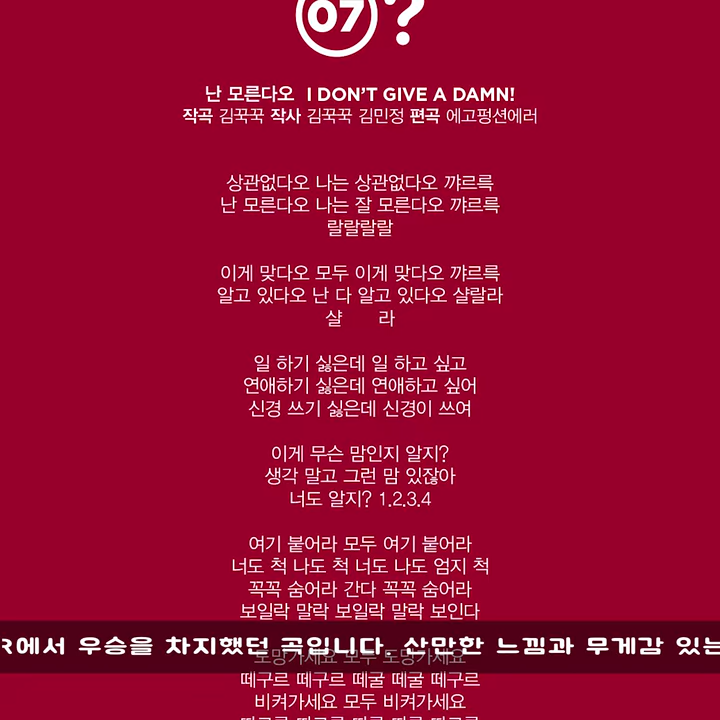 07?
난 모른다오 I DON'T GIVE A DAMN!
작곡 김꾹꾹 작사 김꾹꾹 김민정 편곡 에고펑션에러
상관없다오 나는 상관없다오 꺄르륵
난 모른다오 나는 잘 모른다오 꺄르륵
랄랄랄랄
이게 맞다오 모두 이게 맞다오 꺄르륵
알고 있다오 난 다 알고 있다오 샬랄라
샬 라
일 하기 싫은데 일 하고 싶고
연애하기 싫은데 연애하고 싶어
신경 쓰기 싫은데 신경이 쓰여
이게 무슨 맘인지 알지?
생각 말고 그런 맘 있잖아
너도 알지? 1.2.3.4
여기 붙어라 모두 여기 붙어라
너도 척 나도 척 너도 나도 엄지 척
꼭꼭 숨어라 간다 꼭꼭 숨어라
보일락 말락 보일락 말락 보인다
R에서 우승을 차지했던 곡입니다. 산만한 느낌과 무게감 있는
도망가세요 모두 도망가세요
떼구르 떼구르 떼굴 떼굴 떼구르
비켜가세요 모두 비켜가세요